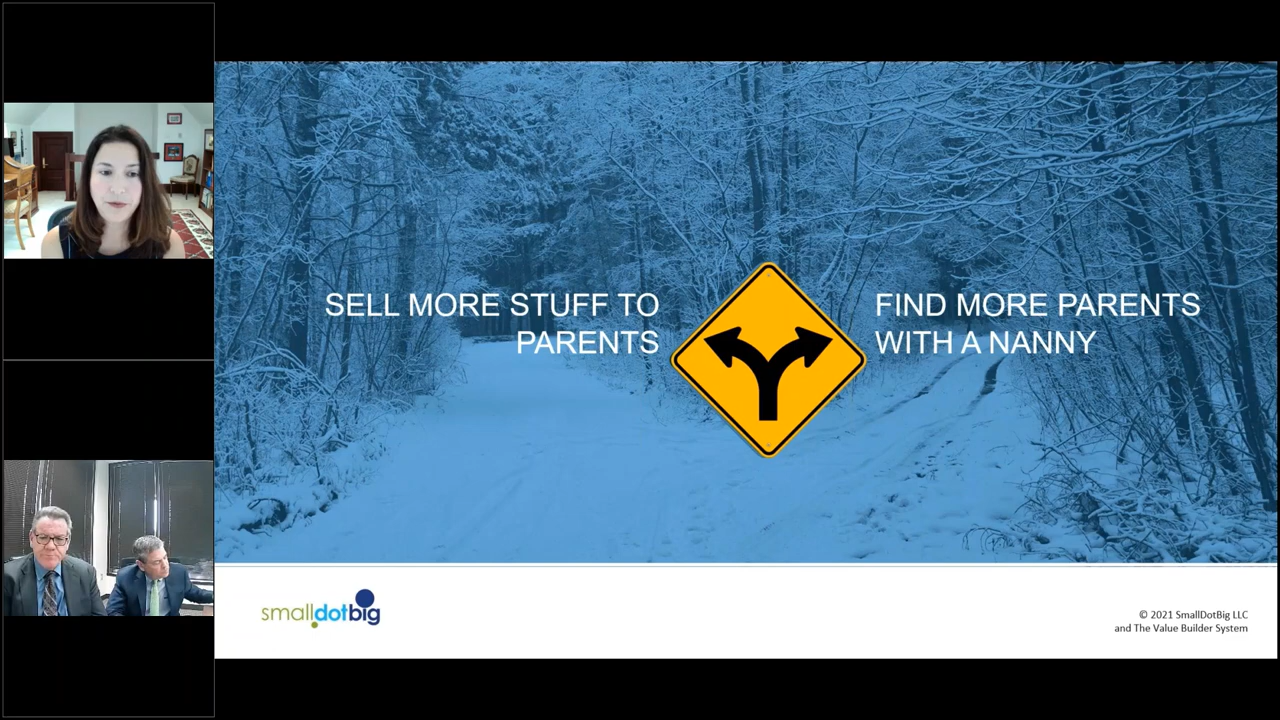 SELL MORE STUFF TO
PARENTS
FIND MORE PARENTS
WITH A NANNY
smalldotbig
© 2021 SmallDotBig LLC
and The Value Builder System